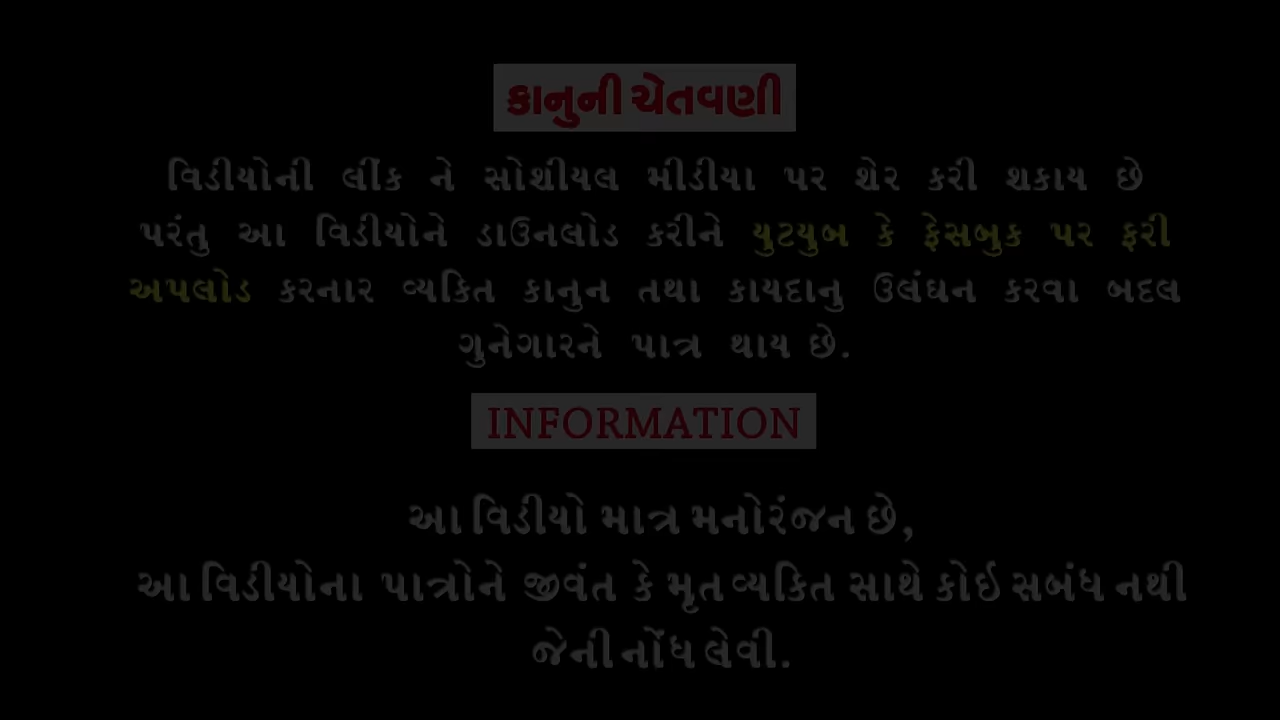 કાનુની ચેતવણી
વિડીયોની લીંક ને સોશીયલ મીડીયા પર શેર કરી શકાય છે
પરંતુ આ વિડીયોને ડાઉનલોડ કરીને યુટયુબ કે ફેસબુક પર ફરી
અપલોડ કરનાર વ્યકિત કાનુન તથા કાયદાનુ ઉલંઘન કરવા બદલ
ગુનેગારને પાત્ર થાય છે.
INFORMATION
આ વિડીયો માત્ર મનોરંજન છે,
આ વિડીયોના પાત્રોને જીવંત કે મૃત વ્યકિત સાથે કોઇ સબંધ નથી
જેની નોંધ લેવી.